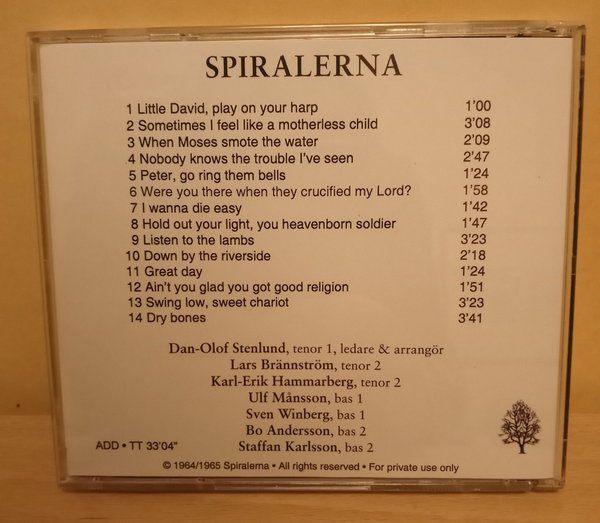 SPIRALERNA
1 Little David, play on your harp 1'00
2 Sometimes I feel like a motherless child 3'08
3 When Moses smote the water 2'09
4 Nobody knows the trouble I've seen 2'47
5 Peter, go ring them bells 1'24
6 Were you there when they crucified my Lord? 1'58
7 I wanna die easy 1'42
8 Hold out your light, you heavenborn soldier 1'47
9 Listen to the lambs 3'23
10 Down by the riverside 2'18
11 Great day 1'24
12 Ain't you glad you got good religion 1'51
13 Swing low, sweet chariot 3'23
14 Dry bones 3'41
Dan-Olof Stenlund, tenor 1, ledare & arrangör
Lars Brännström, tenor 2
Karl-Erik Hammarberg, tenor 2
Ulf Månsson, bas 1
Sven Winberg, bas 1
Bo Andersson, bas 2
Staffan Karlsson, bas 2
ADD • TT 33'04"
© 1964/1965 Spiralerna • All rights reserved • For private use only